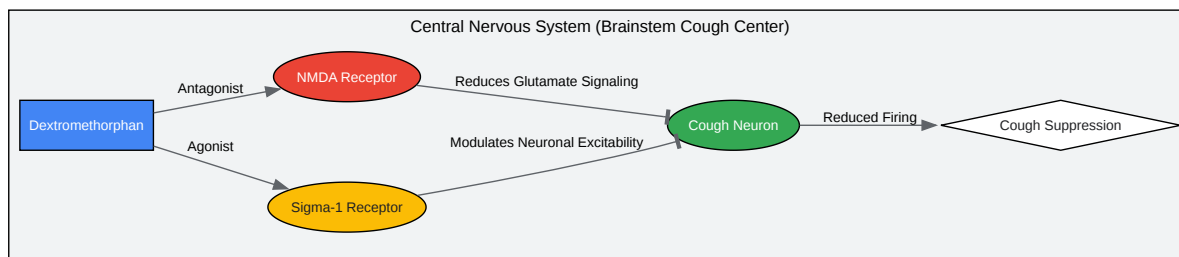 Central Nervous System (Brainstem Cough Center)
Dextromethorphan
Antagonist
Agonist
NMDA Receptor
Sigma-1 Receptor
Reduces Glutamate Signaling
Modulates Neuronal Excitability
Cough Neuron
Reduced Firing
Cough Suppression